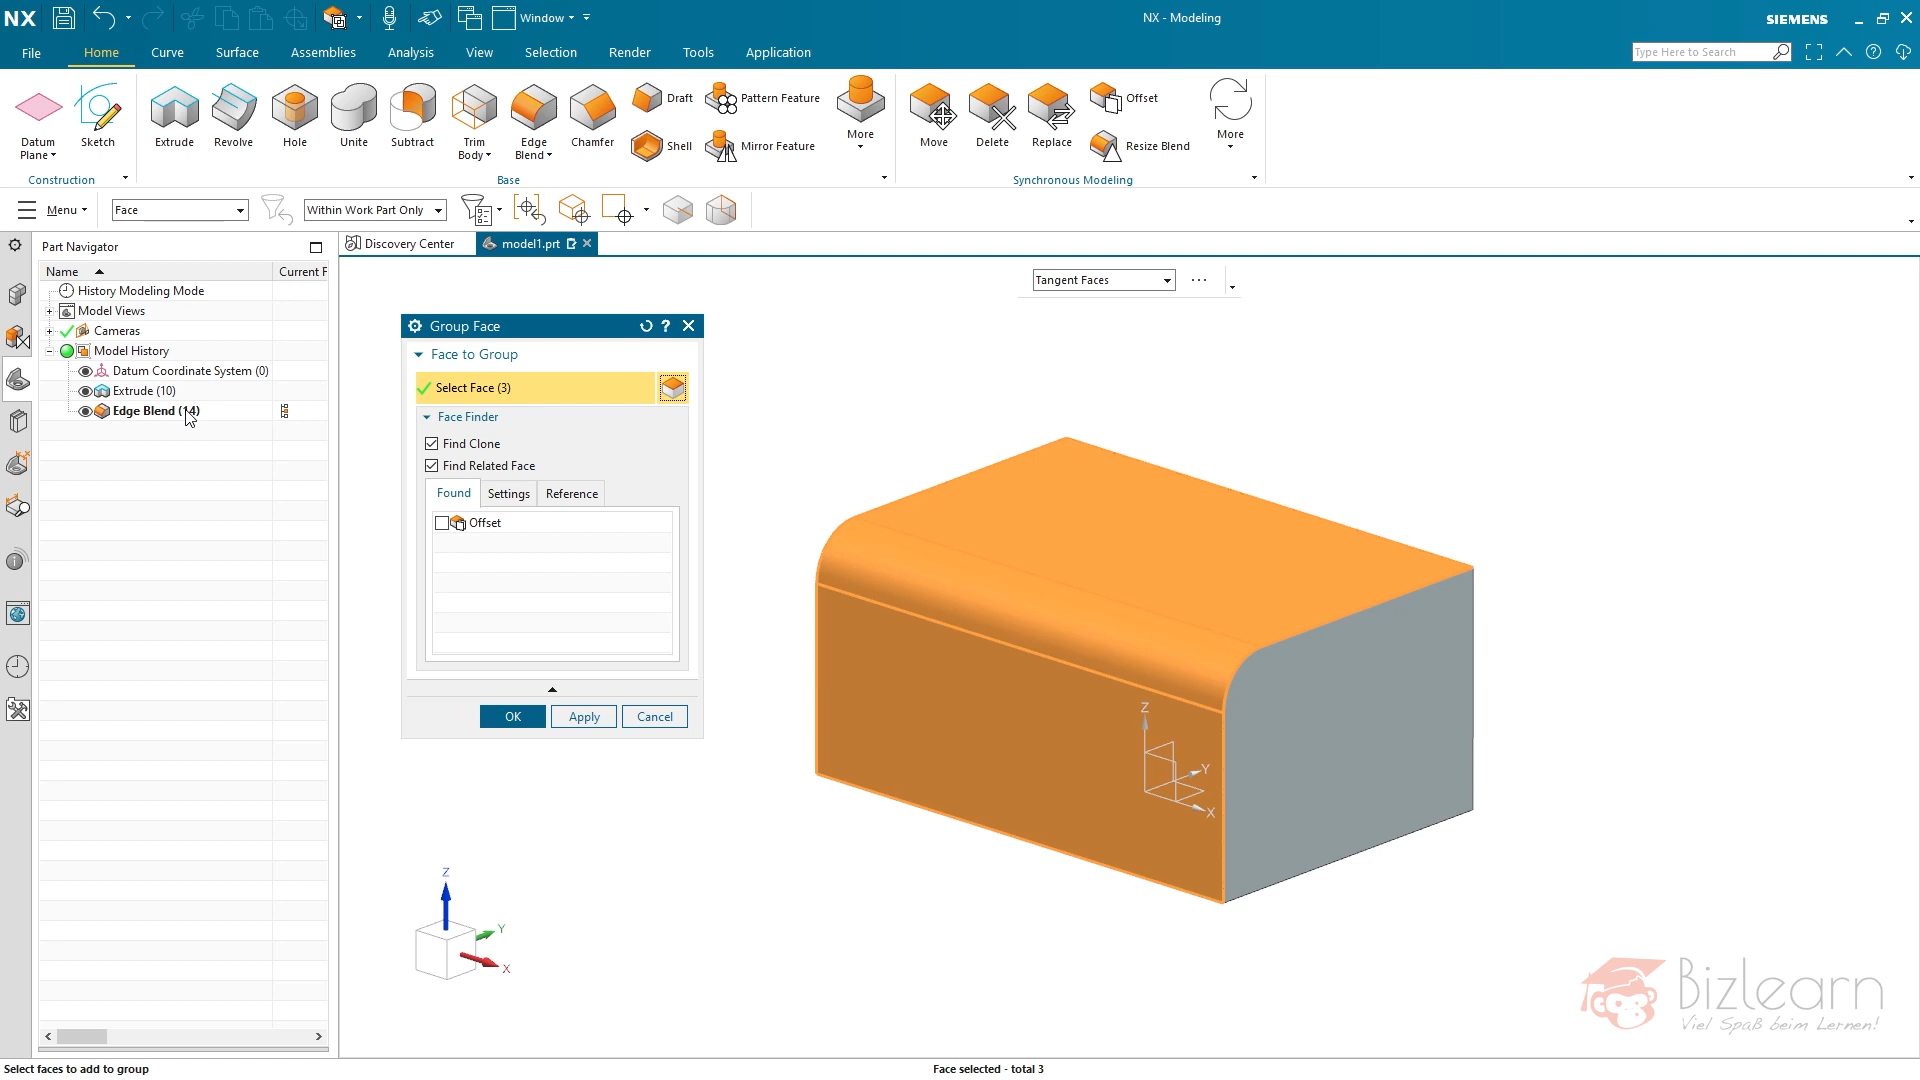 NX
Window
NX - Modeling
SIEMENS
File
Home
Curve
Surface
Assemblies
Analysis
View
Selection
Render
Tools
Application
Type Here to Search
Datum
Plane
Sketch
Extrude
Revolve
Hole
Unite
Subtract
Trim
Body
Edge
Blend
Chamfer
Draft
Shell
Pattern Feature
Mirror Feature
More
Move
Delete
Replace
Offset
Resize Blend
More
Construction
Base
Synchronous Modeling
Menu
Face
Within Work Part Only
Part Navigator
Discovery Center
model1.prt
Name
Current F
History Modeling Mode
Model Views
Cameras
Model History
Datum Coordinate System (0)
Extrude (10)
Edge Blend (14)
Tangent Faces
Group Face
Face to Group
Select Face (3)
Face Finder
Find Clone
Find Related Face
Found
Settings
Reference
Offset
OK
Apply
Cancel
Z
Y
X
Z
Y
X
Bizlearn
Viel Spaß beim Lernen!
Select faces to add to group
Face selected - total 3